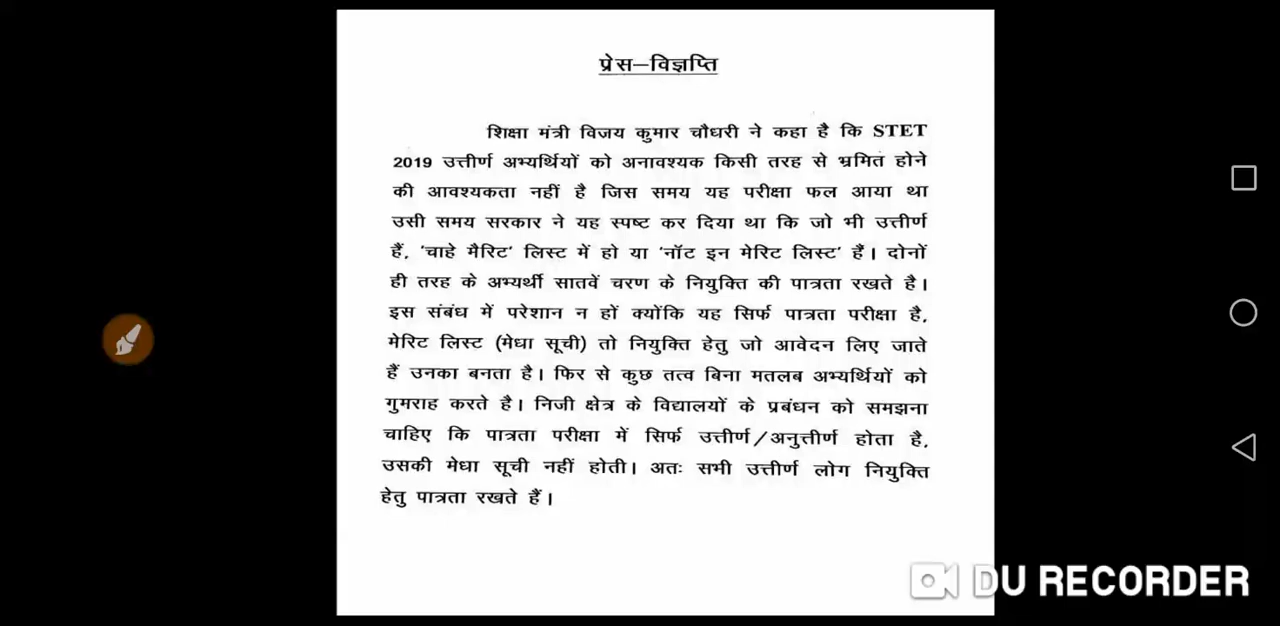 प्रेस–विज्ञप्ति
शिक्षा मंत्री विजय कुमार चौधरी ने कहा है कि STET
2019 उत्तीर्ण अभ्यर्थियों को अनावश्यक किसी तरह से भ्रमित होने
की आवश्यकता नहीं है जिस समय यह परीक्षा फल आया था
उसी समय सरकार ने यह स्पष्ट कर दिया था कि जो भी उत्तीर्ण
हैं, ‘चाहे मैरिट‘ लिस्ट में हो या ‘नॉट इन मेरिट लिस्ट‘ हैं। दोनों
ही तरह के अभ्यर्थी सातवें चरण के नियुक्ति की पात्रता रखते है।
इस संबंध में परेशान न हों क्योंकि यह सिर्फ पात्रता परीक्षा है,
मेरिट लिस्ट (मेधा सूची) तो नियुक्ति हेतु जो आवेदन लिए जाते
हैं उनका बनता है। फिर से कुछ तत्व बिना मतलब अभ्यर्थियों को
गुमराह करते है। निजी क्षेत्र के विद्यालयों के प्रबंधन को समझना
चाहिए कि पात्रता परीक्षा में सिर्फ उत्तीर्ण/अनुत्तीर्ण होता है,
उसकी मेधा सूची नहीं होती। अतः सभी उत्तीर्ण लोग नियुक्ति
हेतु पात्रता रखते हैं।
DU RECORDER